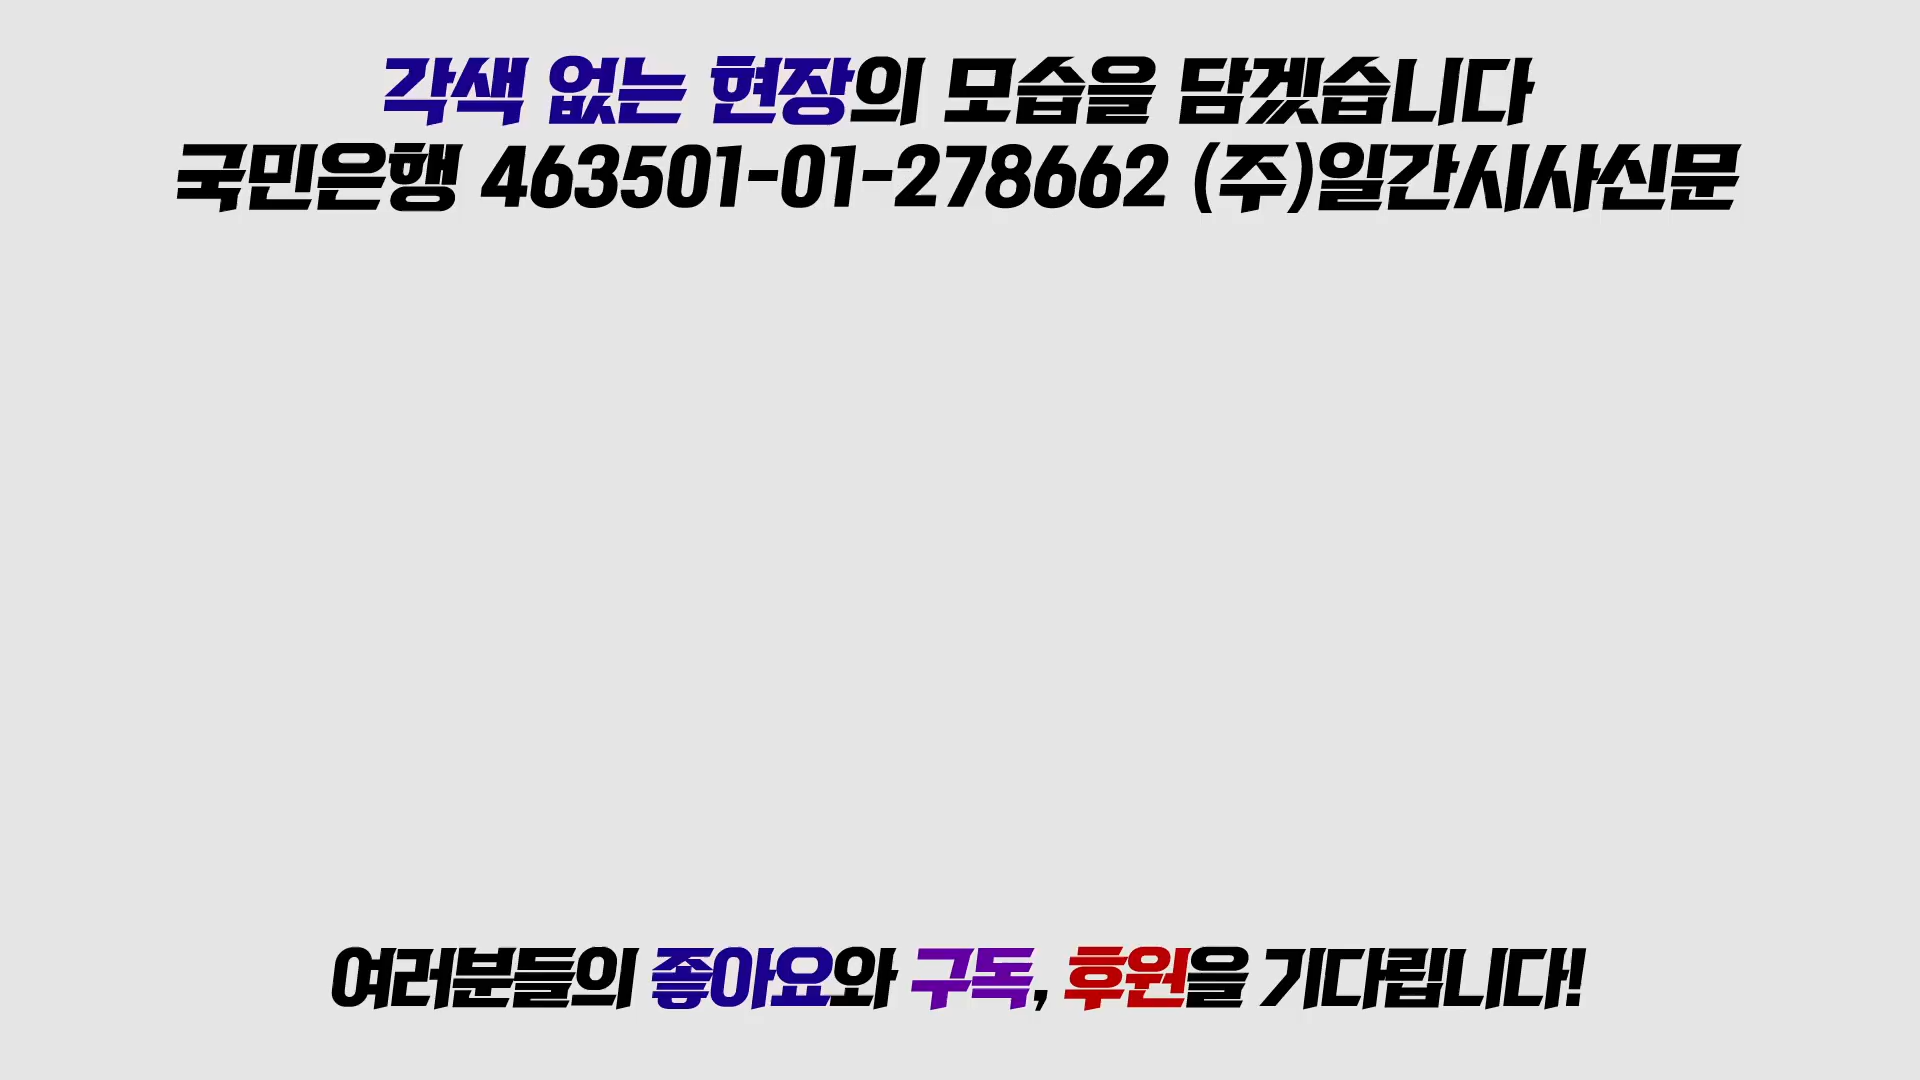 각색 없는 현장의 모습을 담겠습니다
국민은행 463501-01-278662 (주)일간시사신문
여러분들의 좋아요와 구독, 후원을 기다립니다!